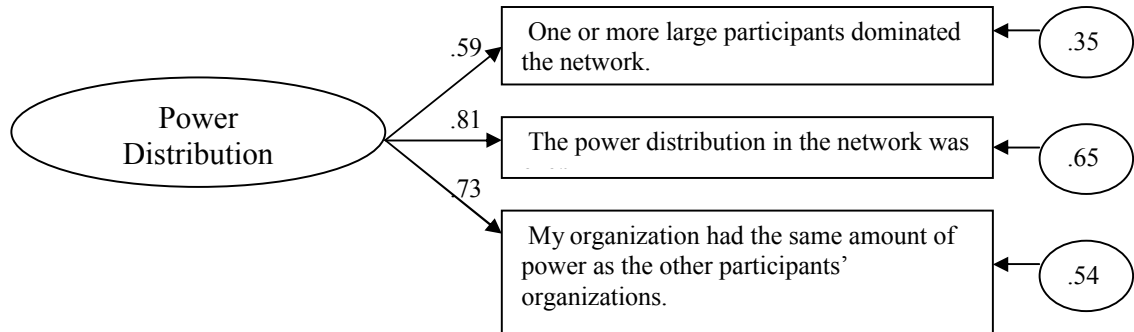 Power
Distribution
.59
.81
.73
One or more large participants dominated
the network.
.35
The power distribution in the network was
.65
My organization had the same amount of
power as the other participants’
organizations.
.54